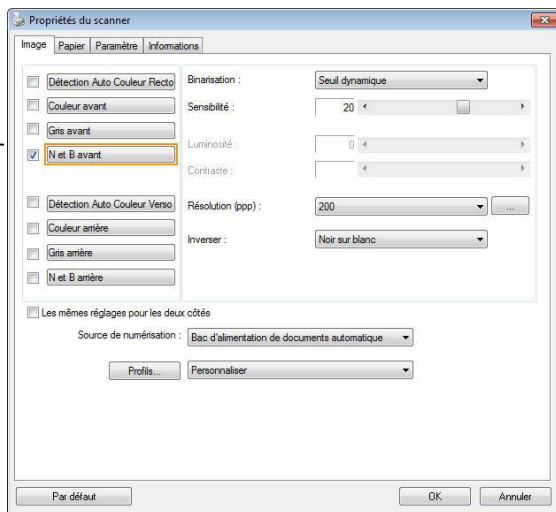 Propriétés du scanner
Image Papier Paramètre Informations
Détection Auto Couleur Recto
Couleur avant
Gris avant
N et B avant
Détection Auto Couleur Verso
Couleur arrière
Gris arrière
N et B arrière
Binarisation : Seuil dynamique
Sensibilité : 20
Luminosité : 0
Contraste :
Résolution (ppp) : 200 ...
Inverser : Noir sur blanc
Les mêmes réglages pour les deux côtés
Source de numérisation : Bac d'alimentation de documents automatique
Profils... Personnaliser
Par défaut OK Annuler